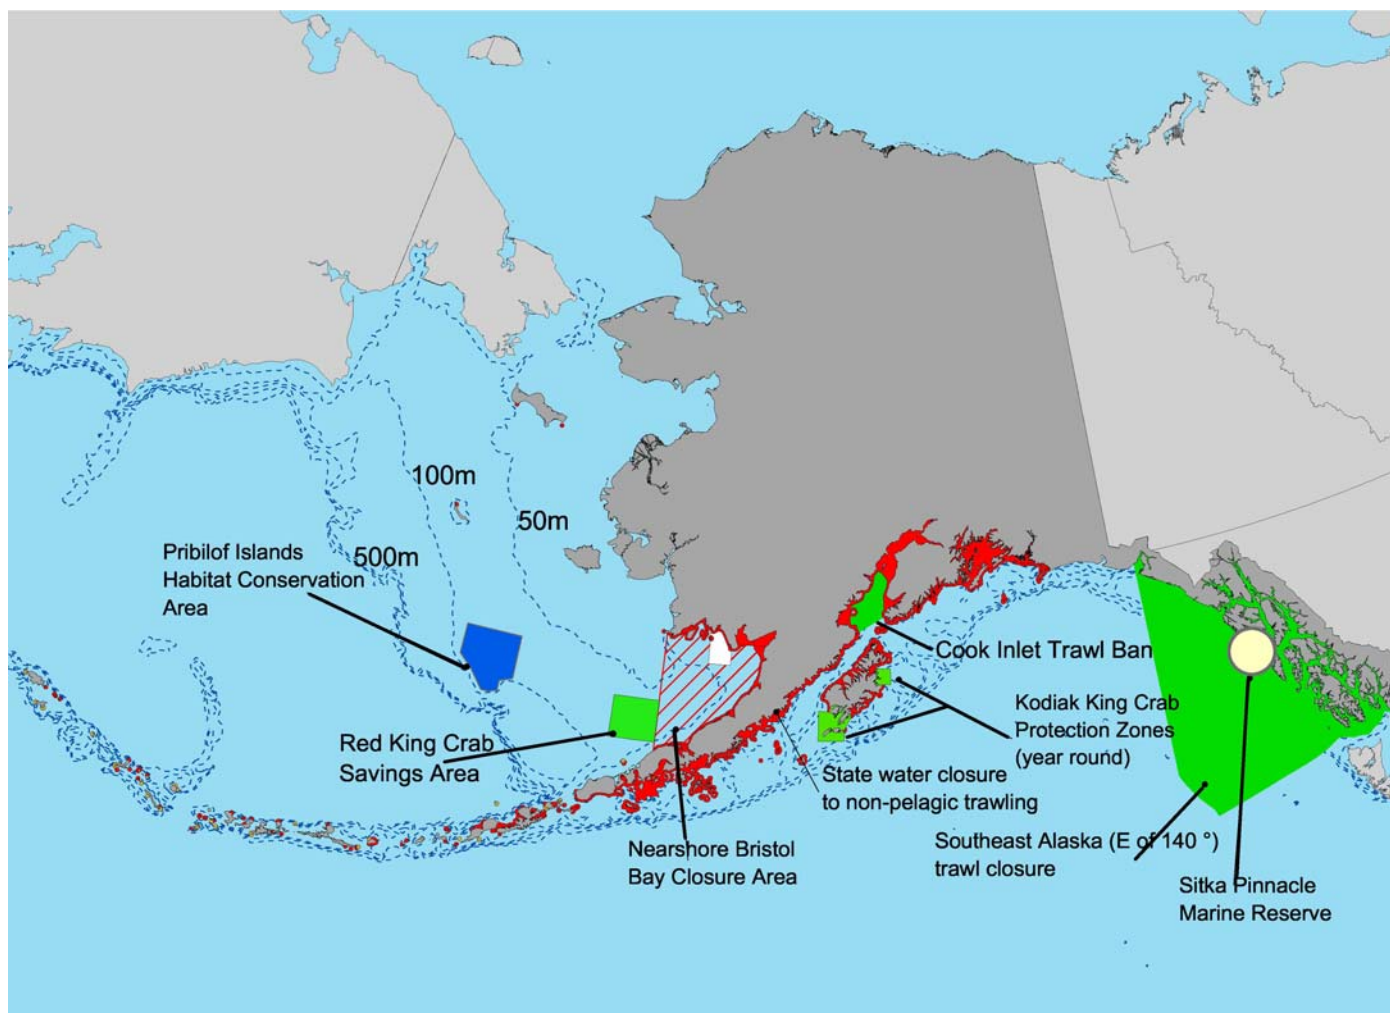 100m
50m
500m
Pribilof Islands
Habitat Conservation
Area
Cook Inlet Trawl Ban
Kodiak King Crab
Protection Zones
(year round)
Red King Crab
Savings Area
State water closure
to non-pelagic trawling
Nearshore Bristol
Bay Closure Area
Southeast Alaska (E of 140 °)
trawl closure
Sitka Pinnacle
Marine Reserve